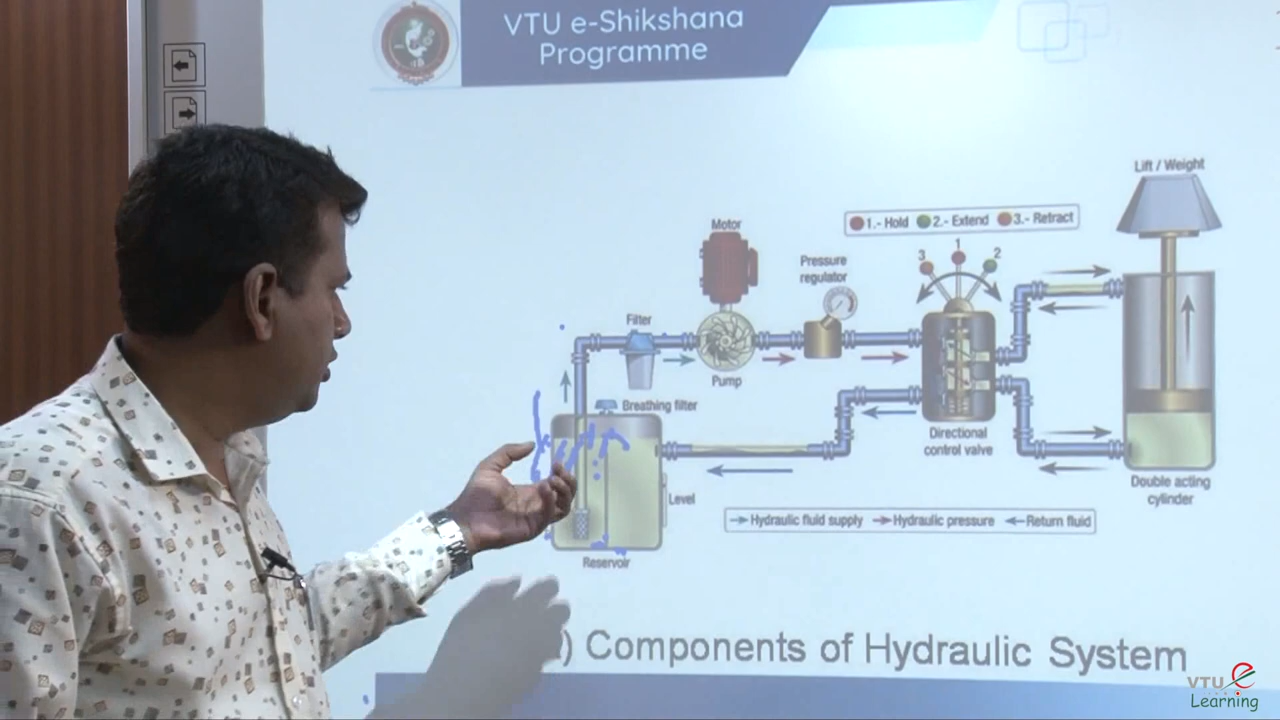 VTU e-Shikshana
Programme
Lift / Weight
1.- Hold 2.- Extend 3.- Retract
Motor
Pressure
regulator
3 1 2
Filter
Pump
Breathing filter
Directional
control valve
Level
Double acting
cylinder
Hydraulic fluid supply Hydraulic pressure Return fluid
Reservoir
) Components of Hydraulic System
VTU e
Learning